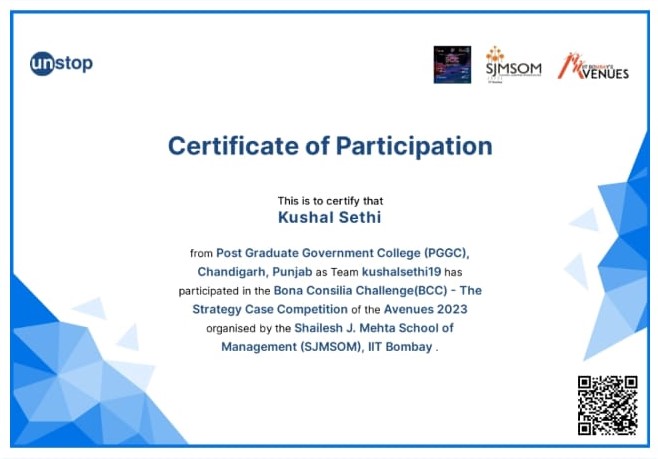 unstop
BCC
SJMSOM
AVENUES
Certificate of Participation
This is to certify that
Kushal Sethi
from Post Graduate Government College (PGGC),
Chandigarh, Punjab as Team kushalsethi19 has
participated in the Bona Consilia Challenge(BCC) - The
Strategy Case Competition of the Avenues 2023
organised by the Shailesh J. Mehta School of
Management (SJMSOM), IIT Bombay .